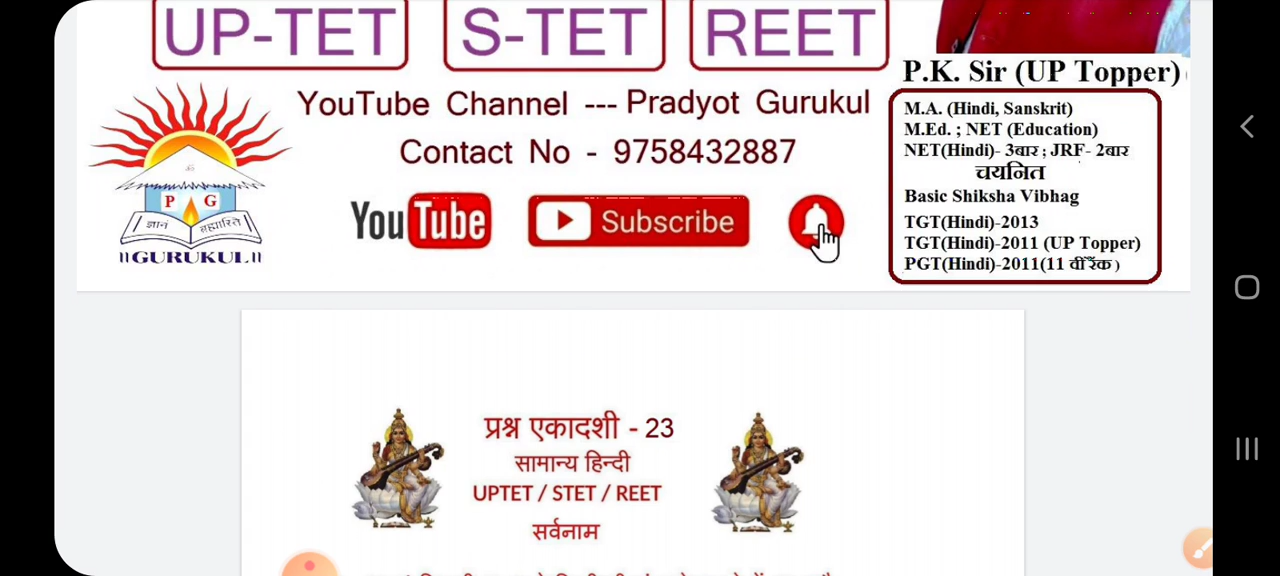 UP-TET S-TET REET
P.K. Sir (UP Topper)
YouTube Channel --- Pradyot Gurukul
Contact No - 9758432887
M.A. (Hindi, Sanskrit)
M.Ed. ; NET (Education)
NET(Hindi)- 3बार ; JRF- 2बार
चयनित
Basic Shiksha Vibhag
TGT(Hindi)-2013
TGT(Hindi)-2011 (UP Topper)
PGT(Hindi)-2011(11 वीं रैंक )
ॐ
P G
ज्ञान
॥GURUKUL॥
YouTube
Subscribe
प्रश्न एकादशी - 23
सामान्य हिन्दी
UPTET / STET / REET
सर्वनाम